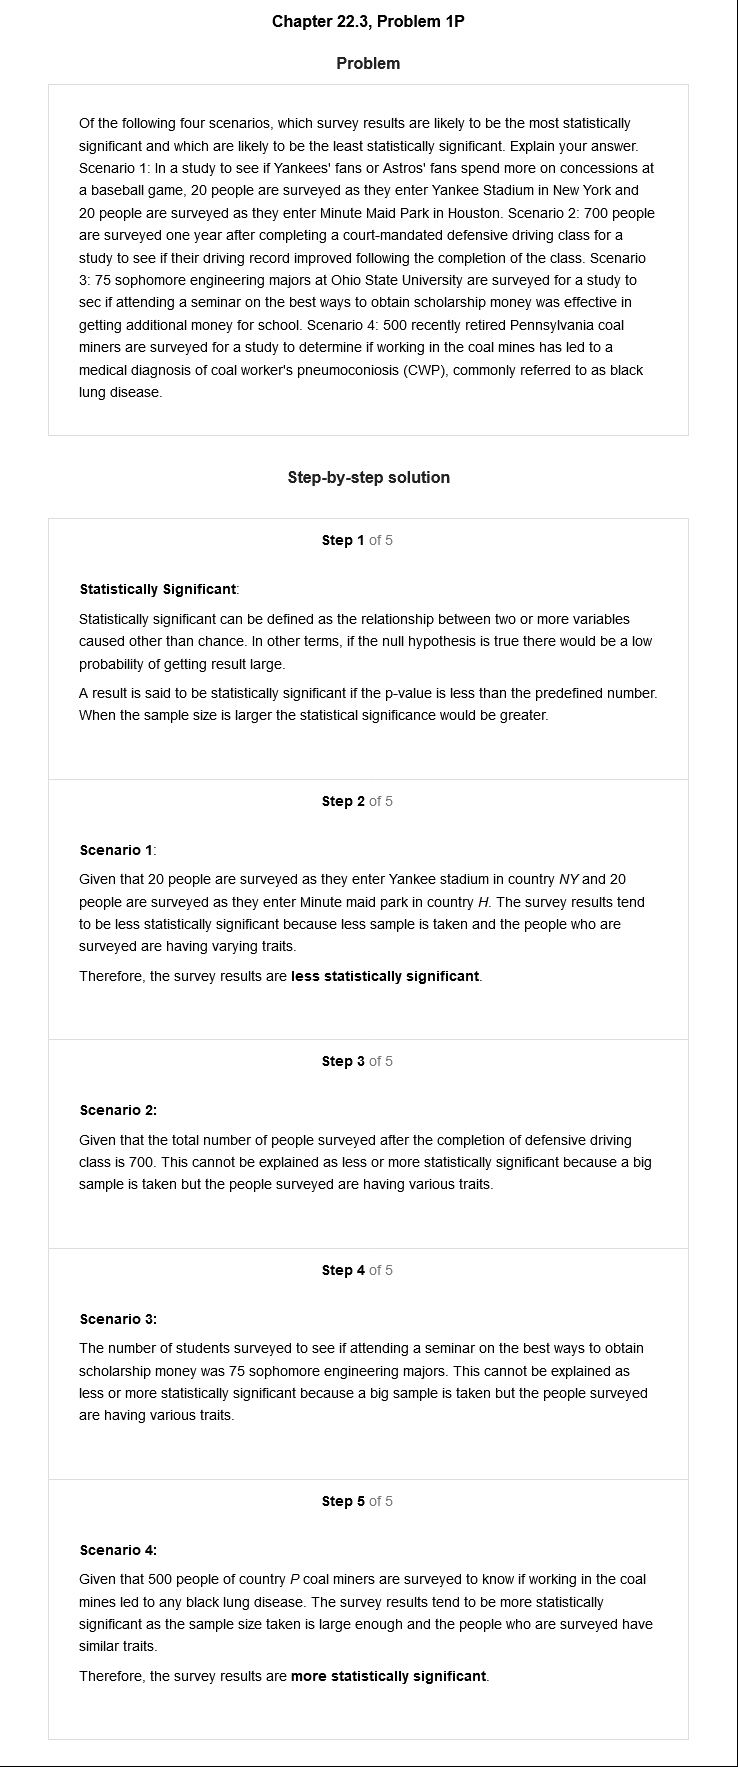 Chapter 22.3, Problem 1P
Problem
Of the following four scenarios, which survey results are likely to be the most statistically
significant and which are likely to be the least statistically significant. Explain your answer.
Scenario 1: In a study to see if Yankees' fans or Astros' fans spend more on concessions at
a baseball game, 20 people are surveyed as they enter Yankee Stadium in New York and
20 people are surveyed as they enter Minute Maid Park in Houston. Scenario 2: 700 people
are surveyed one year after completing a court-mandated defensive driving class for a
study to see if their driving record improved following the completion of the class. Scenario
3: 75 sophomore engineering majors at Ohio State University are surveyed for a study to
sec if attending a seminar on the best ways to obtain scholarship money was effective in
getting additional money for school. Scenario 4: 500 recently retired Pennsylvania coal
miners are surveyed for a study to determine if working in the coal mines has led to a
medical diagnosis of coal worker's pneumoconiosis (CWP), commonly referred to as black
lung disease.
Step-by-step solution
Step 1 of 5
Statistically Significant:
Statistically significant can be defined as the relationship between two or more variables
caused other than chance. In other terms, if the null hypothesis is true there would be a low
probability of getting result large.
A result is said to be statistically significant if the p-value is less than the predefined number.
When the sample size is larger the statistical significance would be greater.
Step 2 of 5
Scenario 1:
Given that 20 people are surveyed as they enter Yankee stadium in country NY and 20
people are surveyed as they enter Minute maid park in country H. The survey results tend
to be less statistically significant because less sample is taken and the people who are
surveyed are having varying traits.
Therefore, the survey results are less statistically significant.
Step 3 of 5
Scenario 2:
Given that the total number of people surveyed after the completion of defensive driving
class is 700. This cannot be explained as less or more statistically significant because a big
sample is taken but the people surveyed are having various traits.
Step 4 of 5
Scenario 3:
The number of students surveyed to see if attending a seminar on the best ways to obtain
scholarship money was 75 sophomore engineering majors. This cannot be explained as
less or more statistically significant because a big sample is taken but the people surveyed
are having various traits.
Step 5 of 5
Scenario 4:
Given that 500 people of country P coal miners are surveyed to know if working in the coal
mines led to any black lung disease. The survey results tend to be more statistically
significant as the sample size taken is large enough and the people who are surveyed have
similar traits.
Therefore, the survey results are more statistically significant.